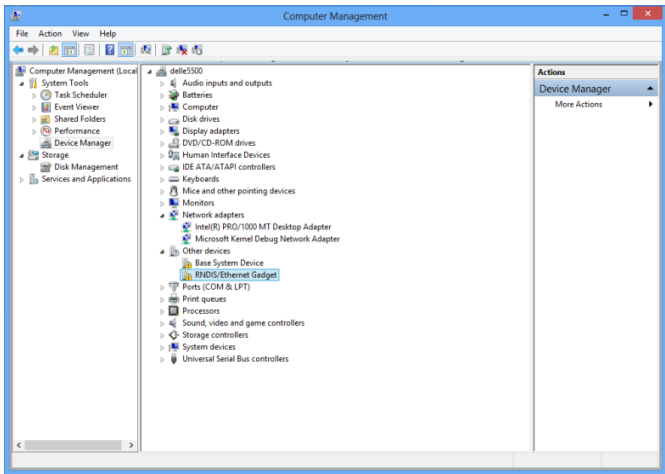 Computer Management
File Action View Help
Computer Management (Local
System Tools
Task Scheduler
Event Viewer
Shared Folders
Performance
Device Manager
Storage
Disk Management
Services and Applications
delle5500
Audio inputs and outputs
Batteries
Computer
Disk drives
Display adapters
DVD/CD-ROM drives
Human Interface Devices
IDE ATA/ATAPI controllers
Keyboards
Mice and other pointing devices
Monitors
Network adapters
Intel(R) PRO/1000 MT Desktop Adapter
Microsoft Kernel Debug Network Adapter
Other devices
Base System Device
RNDIS/Ethernet Gadget
Ports (COM & LPT)
Print queues
Processors
Sound, video and game controllers
Storage controllers
System devices
Universal Serial Bus controllers
Actions
Device Manager
More Actions